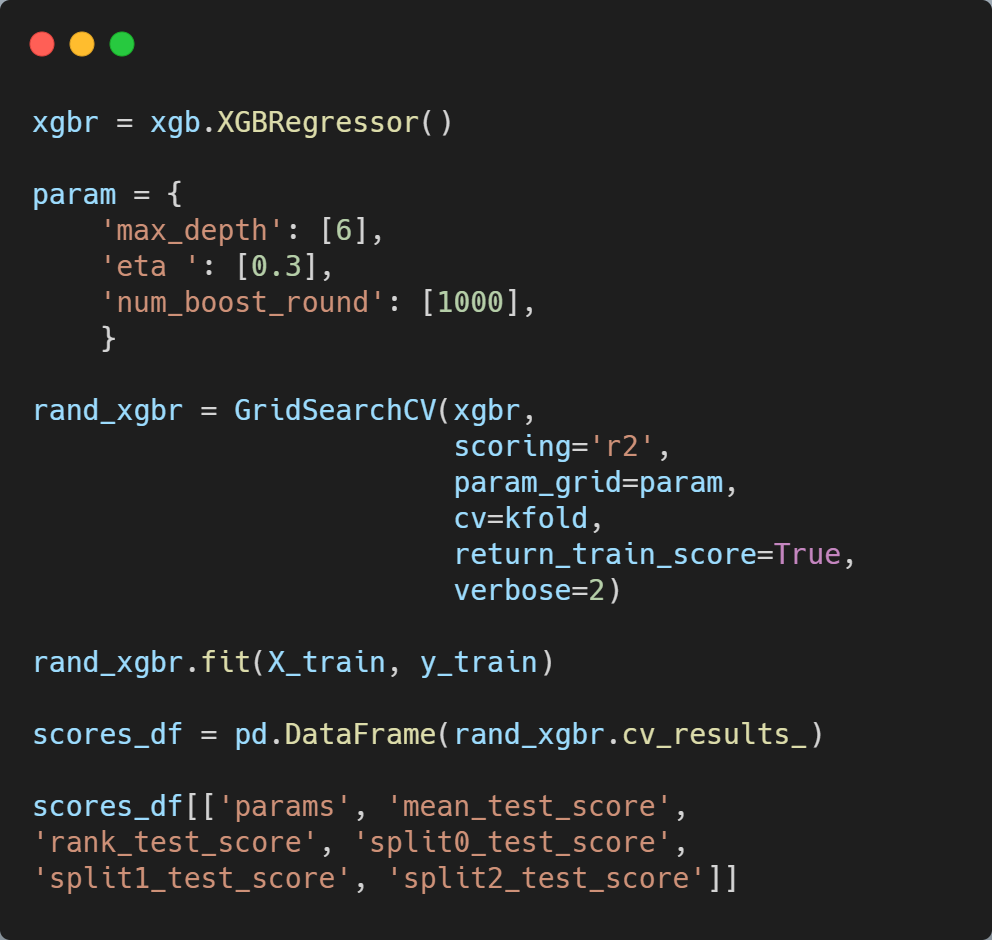 xgbr = xgb.XGBRegressor()
param = {
    'max_depth': [6],
    'eta ': [0.3],
    'num_boost_round': [1000],
    }
rand_xgbr = GridSearchCV(xgbr,
                         scoring='r2',
                         param_grid=param,
                         cv=kfold,
                         return_train_score=True,
                         verbose=2)
rand_xgbr.fit(X_train, y_train)
scores_df = pd.DataFrame(rand_xgbr.cv_results_)
scores_df[['params', 'mean_test_score',
'rank_test_score', 'split0_test_score',
'split1_test_score', 'split2_test_score']]